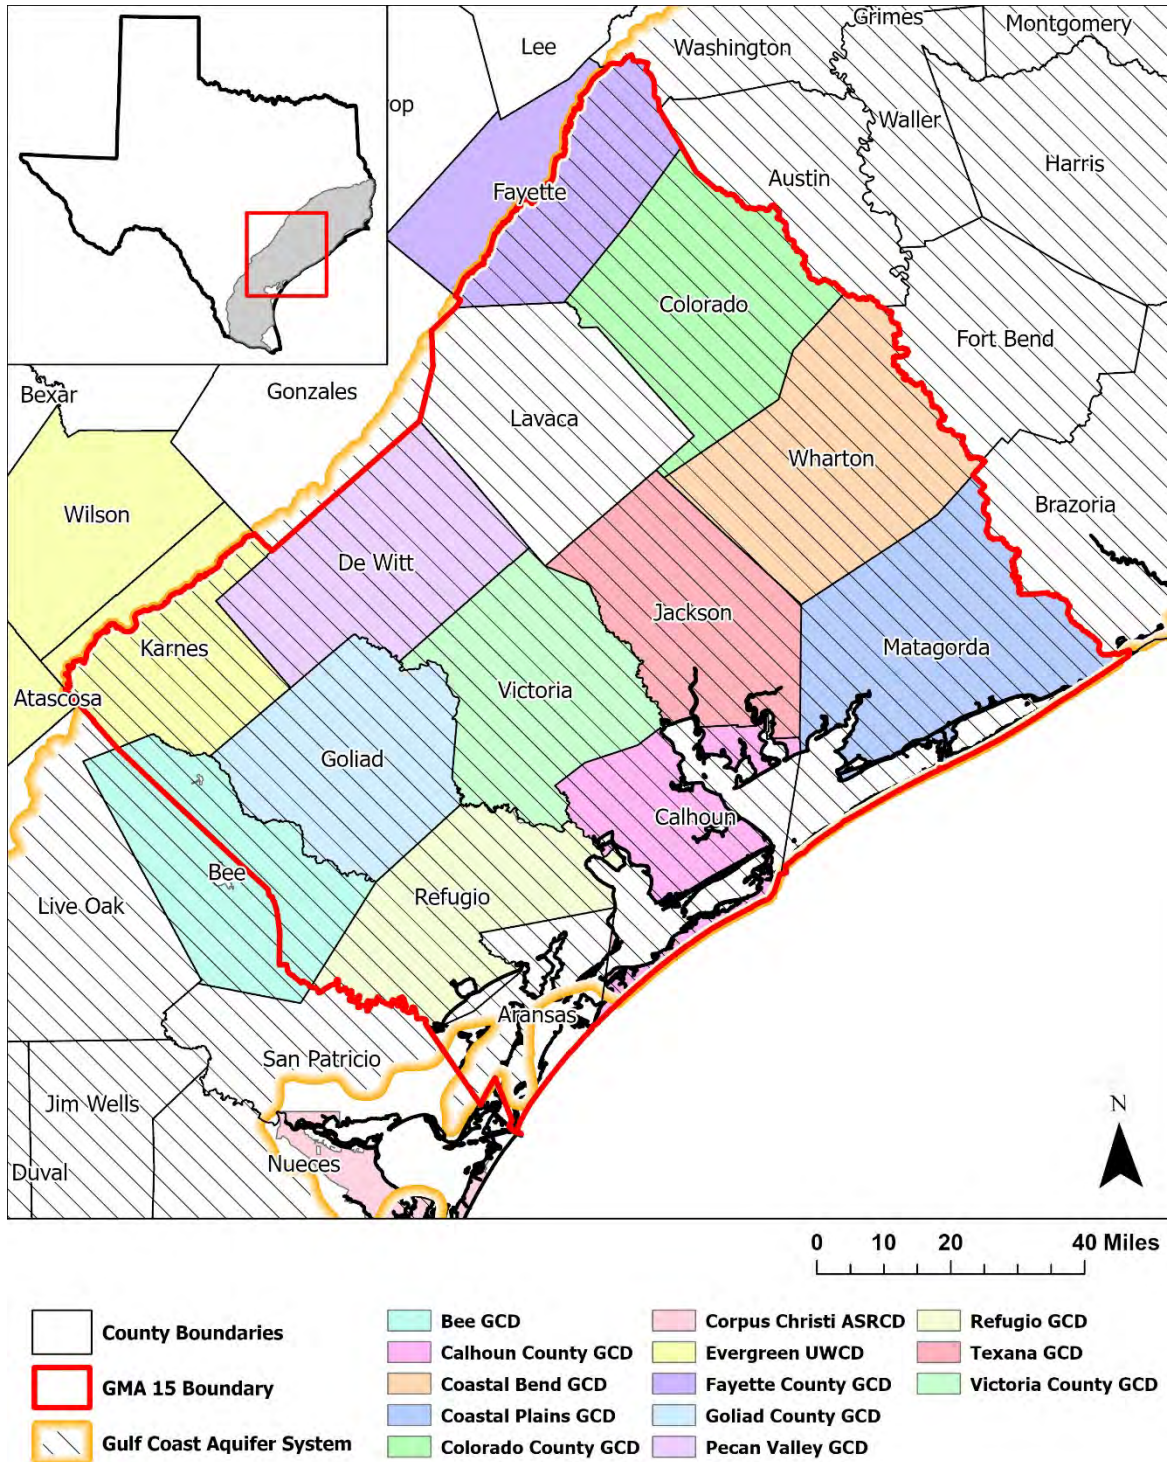 Lee
Washington
Grimes
Montgomery
op
Waller
Harris
Austin
Fayette
Colorado
Fort Bend
Bexar
Gonzales
Lavaca
Wharton
Brazoria
Wilson
De Witt
Jackson
Karnes
Matagorda
Atascosa
Victoria
Goliad
Calhoun
Bee
Refugio
Live Oak
Aransas
San Patricio
Jim Wells
Nueces
Duval
N
0 10 20 40 Miles
County Boundaries
GMA 15 Boundary
Gulf Coast Aquifer System
Bee GCD
Calhoun County GCD
Coastal Bend GCD
Coastal Plains GCD
Colorado County GCD
Corpus Christi ASRCD
Evergreen UWCD
Fayette County GCD
Goliad County GCD
Pecan Valley GCD
Refugio GCD
Texana GCD
Victoria County GCD